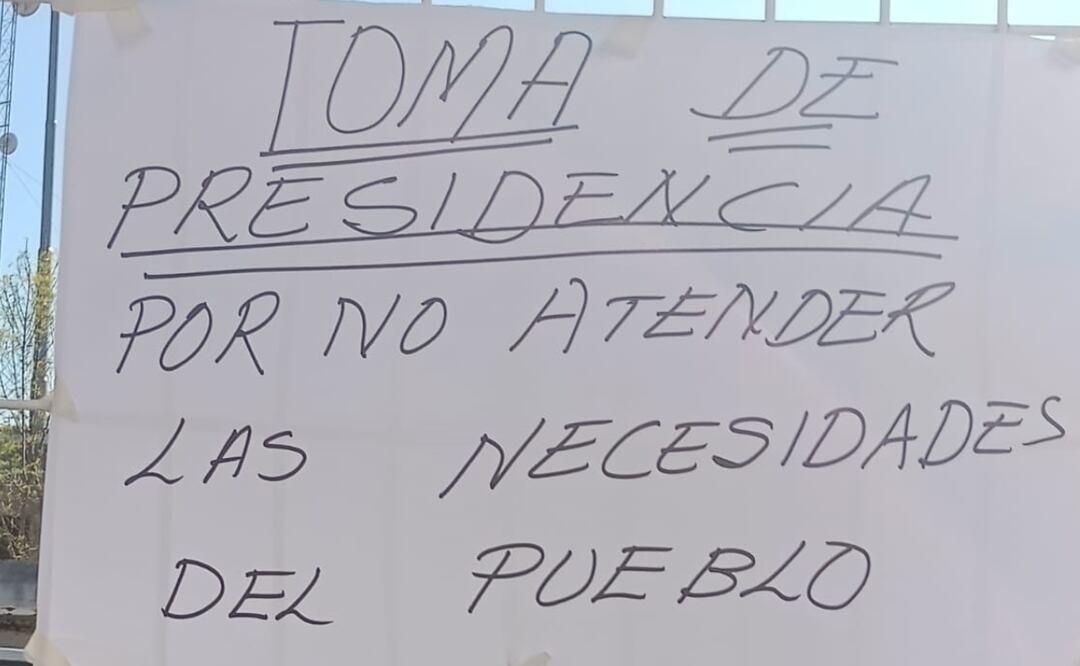 TOMA DE
PRESIDENCIA
POR NO ATENDER
LAS NECESIDADES
DEL PUEBLO